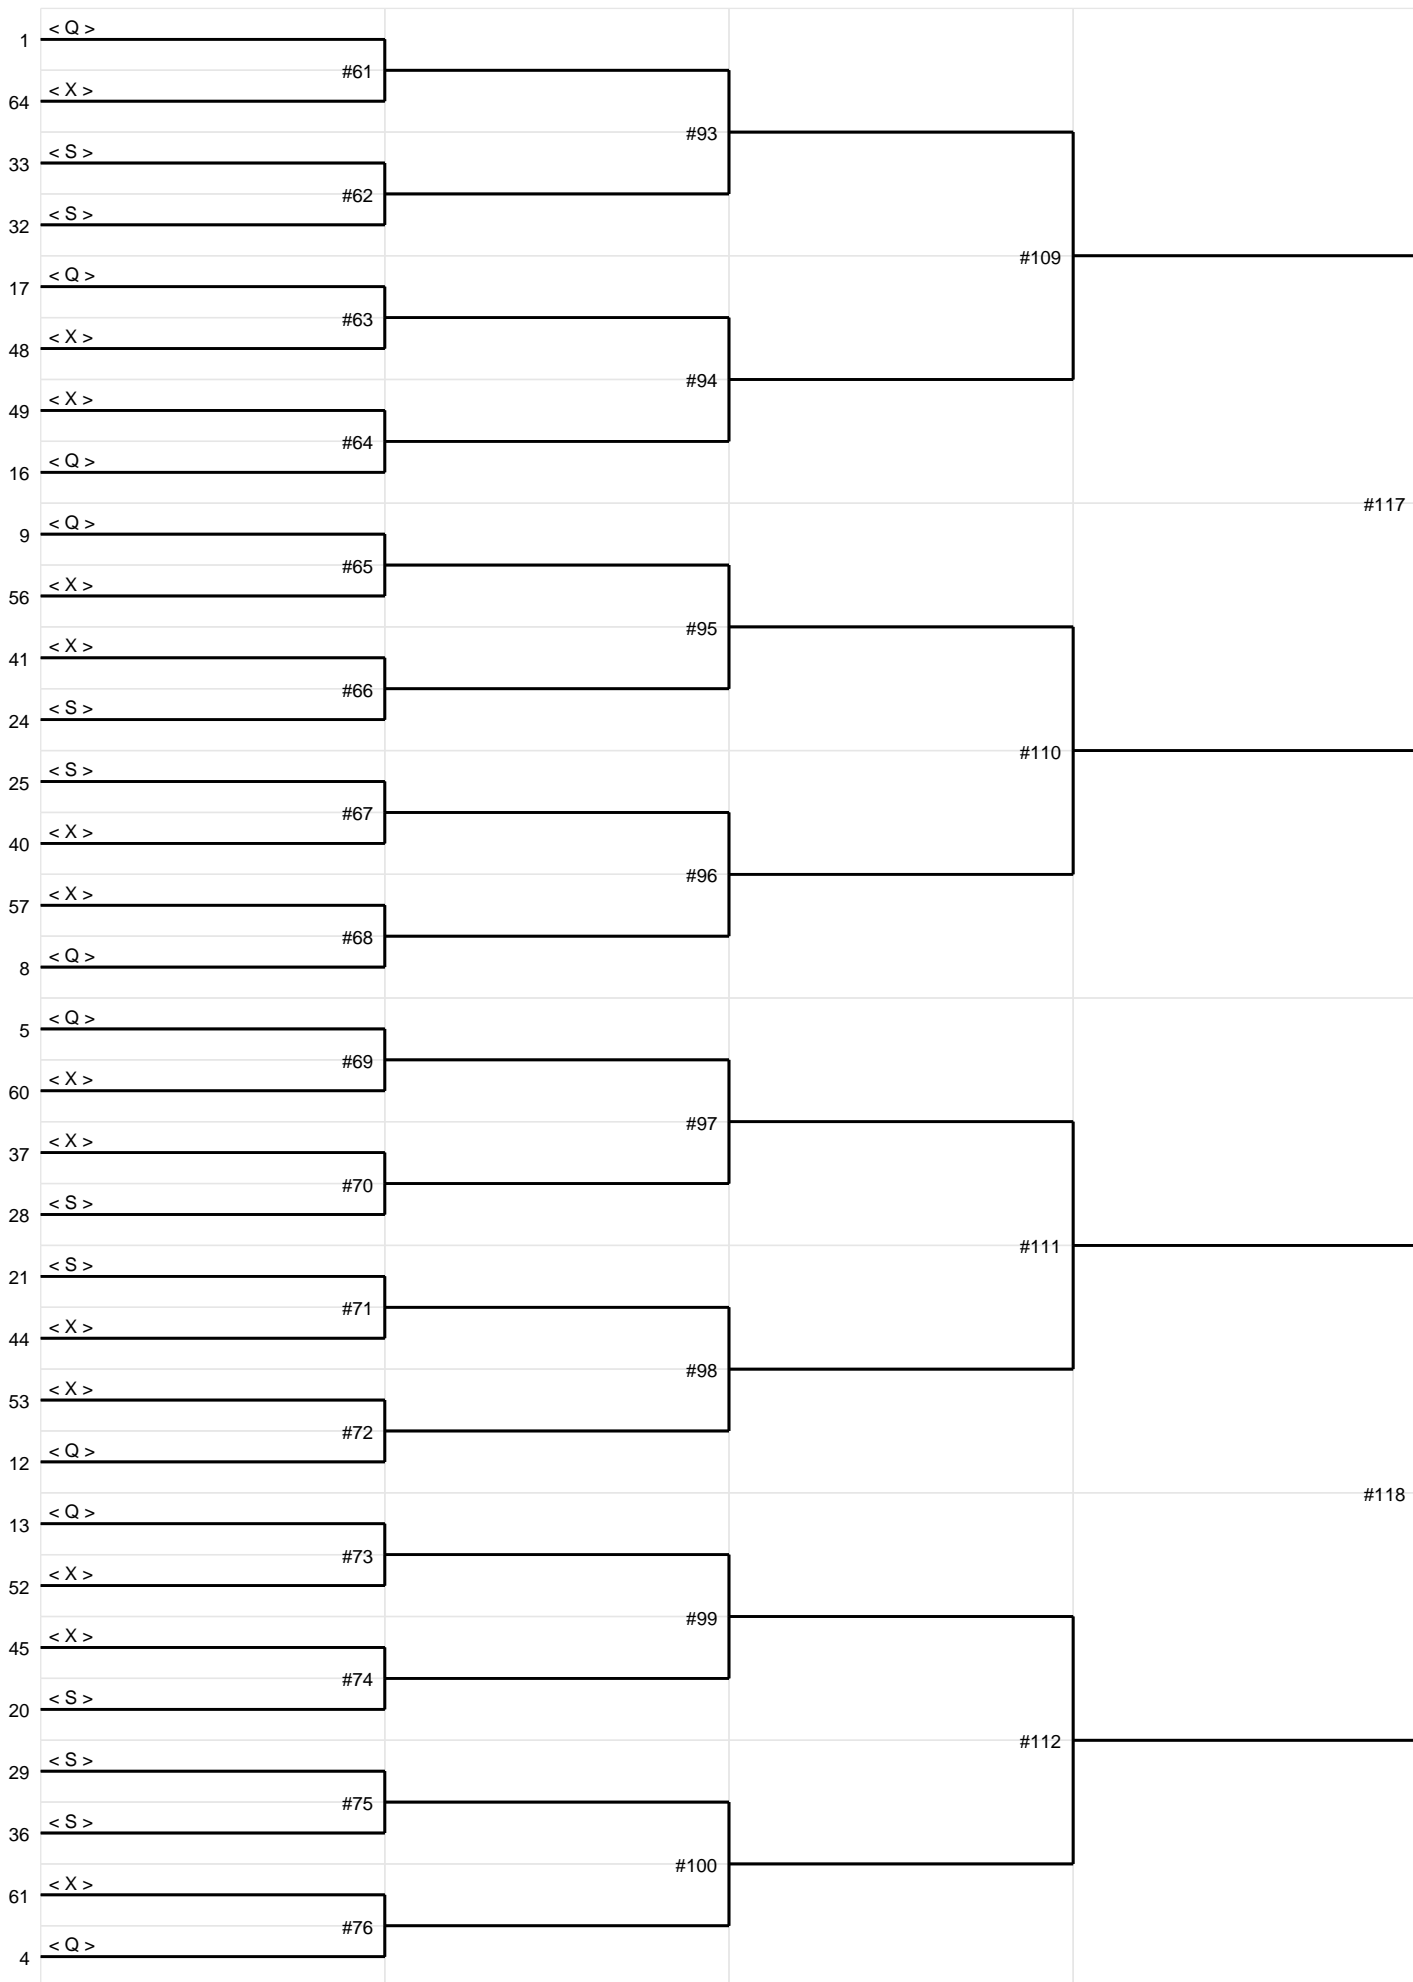 < Q >
1
#61
< X >
64
#93
< S >
33
#62
< S >
32
#109
< Q >
17
#63
< X >
48
#94
< X >
49
#64
< Q >
16
#117
< Q >
9
#65
< X >
56
#95
< X >
41
#66
< S >
24
#110
< S >
25
#67
< X >
40
#96
< X >
57
#68
< Q >
8
< Q >
5
#69
< X >
60
#97
< X >
37
#70
< S >
28
#111
< S >
21
#71
< X >
44
#98
< X >
53
#72
< Q >
12
#118
< Q >
13
#73
< X >
52
#99
< X >
45
#74
< S >
20
#112
< S >
29
#75
< S >
36
#100
< X >
61
#76
< Q >
4